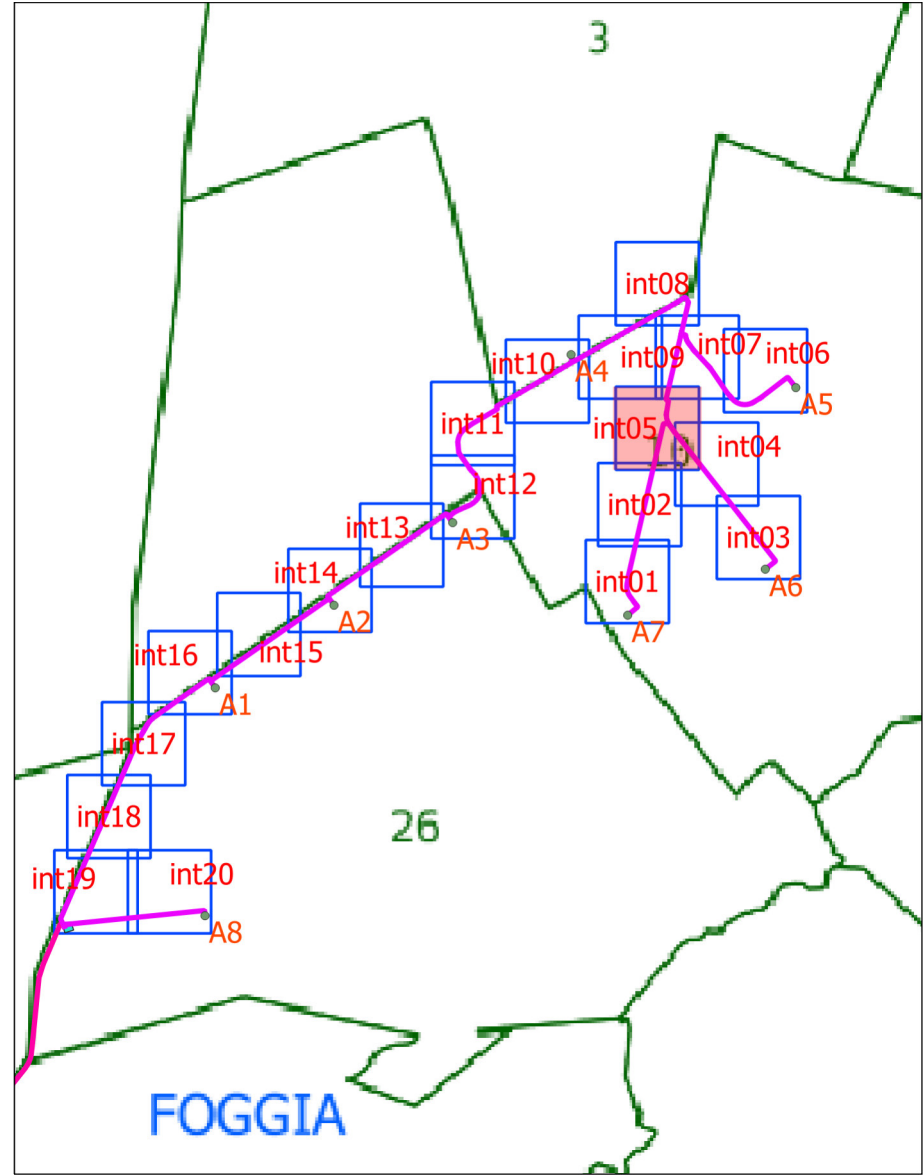 3
int08
int07
int09
int06
int10
A4
A5
int11
int05
int04
int12
int02
int13
A3
int03
int14
int01
A6
A2
A7
int16
int15
A1
int17
int18
26
int19
int20
A8
FOGGIA